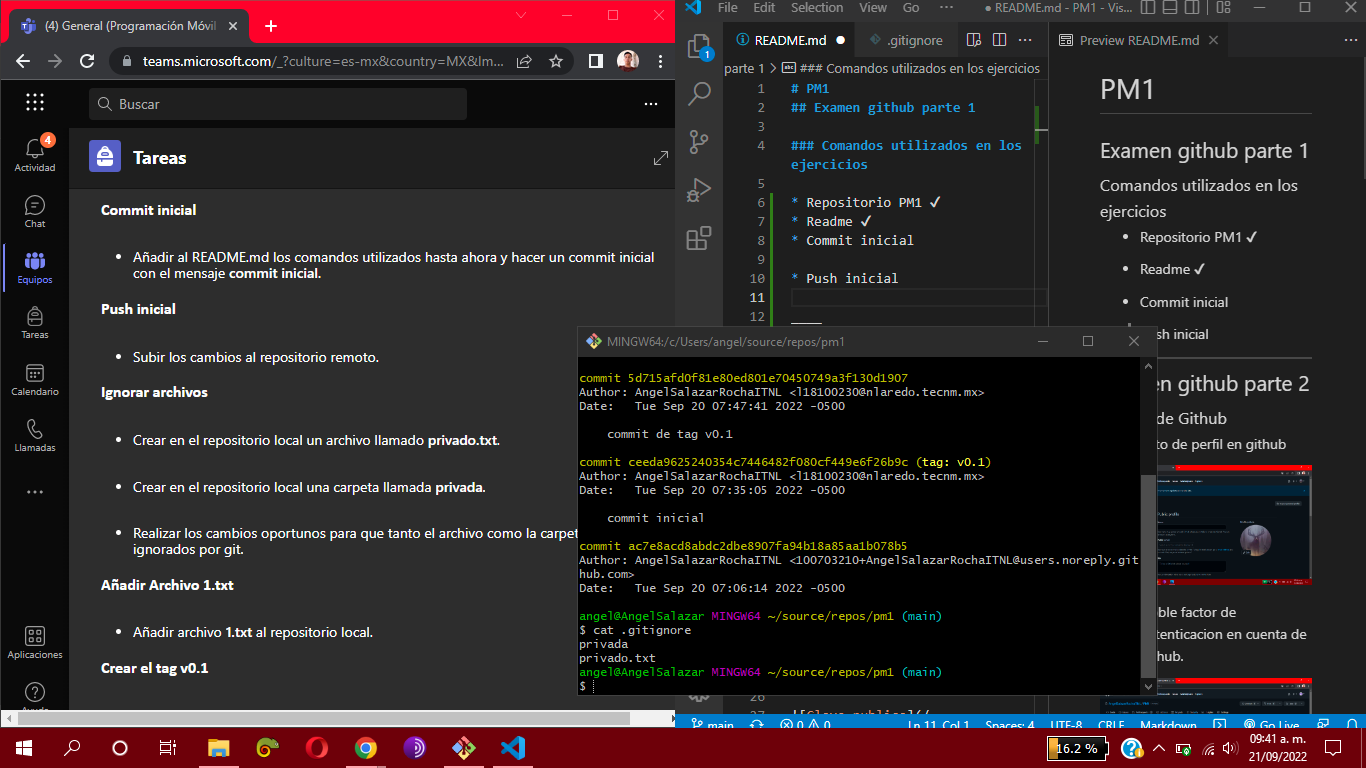 (4) General (Programación Móvil
teams.microsoft.com/_?culture=es-mx&country=MX&lm...
Buscar
4
Actividad
Chat
Equipos
Tareas
Calendario
Llamadas
Aplicaciones
Ayuda
Tareas
Commit inicial
Añadir al README.md los comandos utilizados hasta ahora y hacer un commit inicial
con el mensaje commit inicial.
Push inicial
Subir los cambios al repositorio remoto.
Ignorar archivos
Crear en el repositorio local un archivo llamado privado.txt.
Crear en el repositorio local una carpeta llamada privada.
Realizar los cambios oportunos para que tanto el archivo como la carpet
ignorados por git.
Añadir Archivo 1.txt
Añadir archivo 1.txt al repositorio local.
Crear el tag v0.1
File Edit Selection View Go ··· ● README.md - PM1 - Vis...
README.md ● .gitignore
1
parte 1 > ### Comandos utilizados en los ejercicios
1 # PM1
2 ## Examen github parte 1
3
4 ### Comandos utilizados en los
ejercicios
5
6 * Repositorio PM1 ✔
7 * Readme ✔
8 * Commit inicial
9
10 * Push inicial
11
12 ____
26
27
Preview README.md
PM1
Examen github parte 1
Comandos utilizados en los
ejercicios
Repositorio PM1 ✔
Readme ✔
Commit inicial
sh inicial
en github parte 2
de Github
to de perfil en github
ble factor de
tenticacion en cuenta de
hub.
MINGW64:/c/Users/angel/source/repos/pm1
commit 5d715afd0f81e80ed801e70450749a3f130d1907
Author: AngelSalazarRochaITNL <l18100230@nlaredo.tecnm.mx>
Date:   Tue Sep 20 07:47:41 2022 -0500
commit de tag v0.1
commit ceeda9625240354c7446482f080cf449e6f26b9c (tag: v0.1)
Author: AngelSalazarRochaITNL <l18100230@nlaredo.tecnm.mx>
Date:   Tue Sep 20 07:35:05 2022 -0500
commit inicial
commit ac7e8acd8abdc2dbe8907fa94b18a85aa1b078b5
Author: AngelSalazarRochaITNL <100703210+AngelSalazarRochaITNL@users.noreply.git
hub.com>
Date:   Tue Sep 20 07:06:14 2022 -0500
angel@AngelSalazar MINGW64 ~/source/repos/pm1 (main)
$ cat .gitignore
privada
privado.txt
angel@AngelSalazar MINGW64 ~/source/repos/pm1 (main)
$
main 0 0 Ln 11, Col 1 Spaces: 4 UTF-8 CRLF Markdown Go Live
16.2 %
09:41 a. m.
21/09/2022